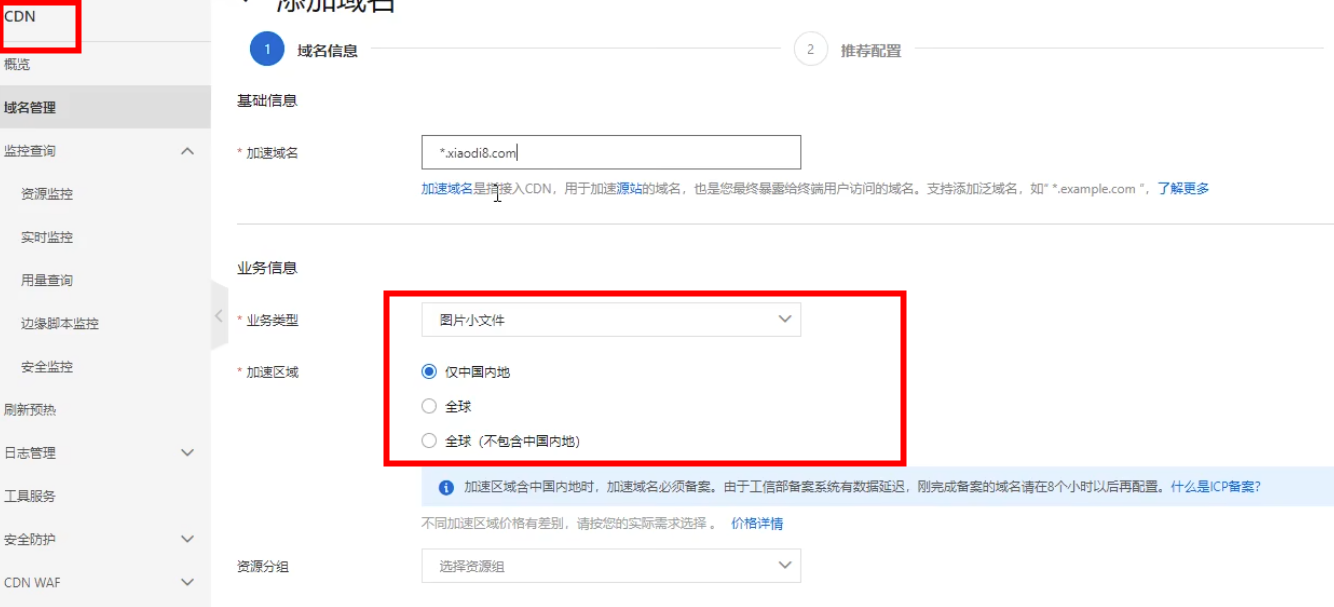 CDN
概览
域名管理
监控查询
资源监控
实时监控
用量查询
边缘脚本监控
安全监控
刷新预热
日志管理
工具服务
安全防护
CDN WAF
添加域名
1 域名信息
2 推荐配置
基础信息
* 加速域名
*.xiaodi8.com
加速域名是指接入CDN，用于加速源站的域名，也是您最终暴露给终端用户访问的域名。支持添加泛域名，如“ *.example.com ”，了解更多
业务信息
* 业务类型
图片小文件
* 加速区域
仅中国内地
全球
全球（不包含中国内地）
加速区域含中国内地时，加速域名必须备案。由于工信部备案系统有数据延迟，刚完成备案的域名请在8个小时以后再配置。什么是ICP备案?
不同加速区域价格有差别，请按您的实际需求选择 。 价格详情
资源分组
选择资源组